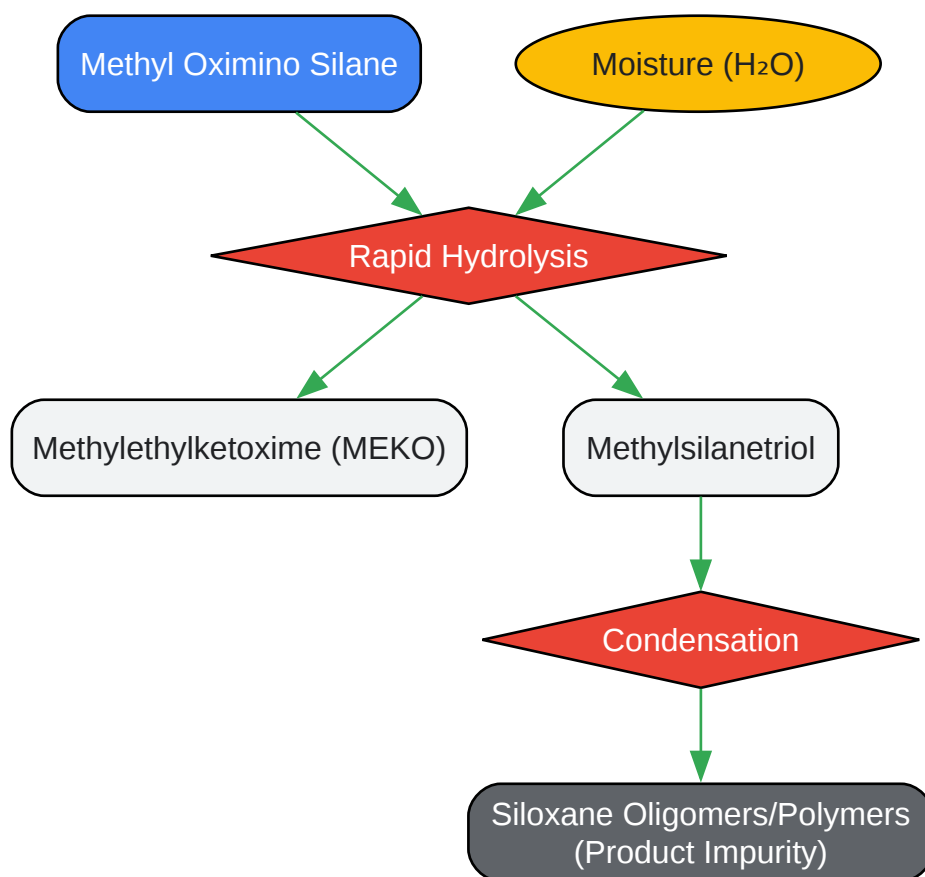 Methyl Oximino Silane
Moisture (H₂O)
Rapid Hydrolysis
Methylethylketoxime (MEKO)
Methylsilanetriol
Condensation
Siloxane Oligomers/Polymers
(Product Impurity)